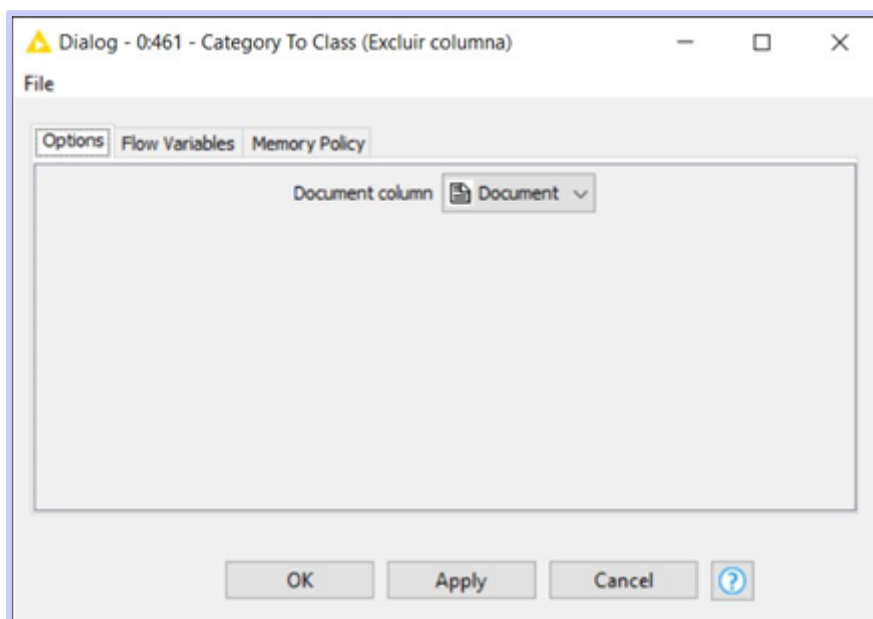 Dialog - 0:461 - Category To Class (Excluir columna)
File
Options Flow Variables Memory Policy
Document column Document
OK Apply Cancel ?